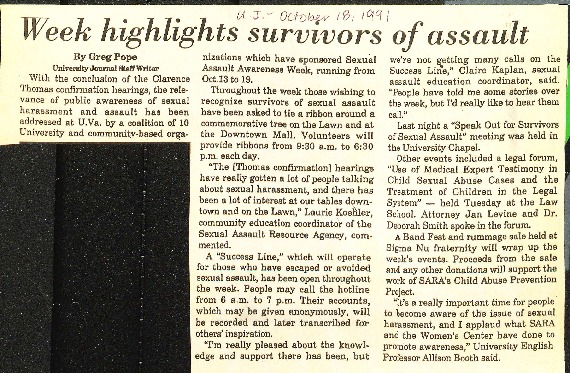 U.J.- October 18, 1991
Week highlights survivors of assault
By Greg Pope
University Journal Staff Writer
With the conclusion of the Clarence
Thomas confirmation hearings, the rele-
vance of public awareness of sexual
harassment and assault has been
addressed at U.Va. by a coalition of 10
University and community-based orga-
nizations which have sponsored Sexual
Assault Awareness Week, running from
Oct.13 to 19.
Throughout the week those wishing to
recognize survivors of sexual assault
have been asked to tie a ribbon around a
commemorative tree on the Lawn and at
the Downtown Mall. Volunteers will
provide ribbons from 9:30 a.m. to 6:30
p.m. each day.
"The [Thomas confirmation] hearings
have really gotten a lot of people talking
about sexual harassment, and there has
been a lot of interest at our tables down-
town and on the Lawn," Laurie Koehler,
community education coordinator of the
Sexual Assault Resource Agency, com-
mented.
A "Success Line," which will operate
for those who have escaped or avoided
sexual assault, has been open throughout
the week. People may call the hotline
from 6 a.m. to 7 p.m. Their accounts,
which may be given anonymously, will
be recorded and later transcribed for
others' inspiration.
"I'm really pleased about the knowl-
edge and support there has been, but
we're not getting many calls on the
Success Line," Claire Kaplan, sexual
assault education coordinator, said.
"People have told me some stories over
the week, but I'd really like to hear them
call."
Last night a "Speak Out for Survivors
of Sexual Assault" meeting was held in
the University Chapel.
Other events included a legal forum,
"Use of Medical Expert Testimony in
Child Sexual Abuse Cases and the
Treatment of Children in the Legal
System" — held Tuesday at the Law
School. Attorney Jan Levine and Dr.
Deborah Smith spoke in the forum.
A Band Fest and rummage sale held at
Sigma Nu fraternity will wrap up the
week's events. Proceeds from the sale
and any other donations will support the
work of SARA's Child Abuse Prevention
Project.
"It's a really important time for people
to become aware of the issue of sexual
harassment, and I applaud what SARA
and the Women's Center have done to
promote awareness," University English
Professor Allison Booth said.